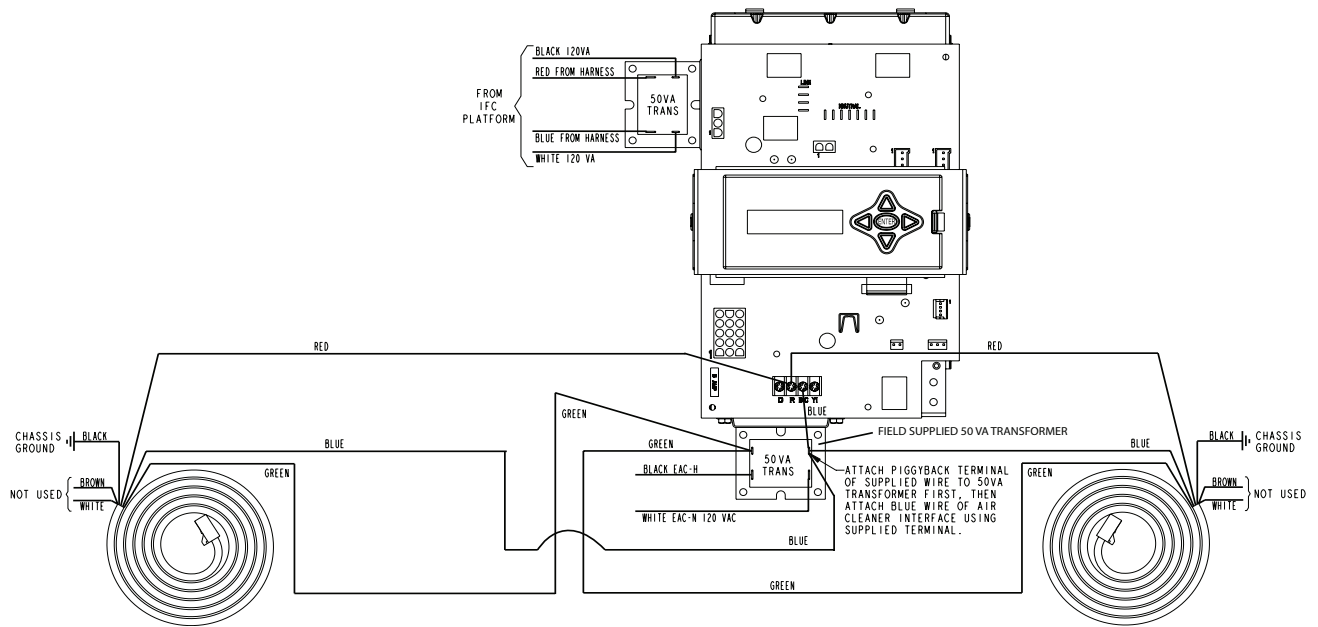 BLACK 120VA
RED FROM HARNESS
FROM
IFC
PLATFORM
50VA
TRANS
BLUE FROM HARNESS
WHITE 120 VA
LINE
NEUTRAL
1
ENTER
RED
RED
D R B/C Y1
BLUE
GREEN
CHASSIS
GROUND
BLACK
BLUE
GREEN
FIELD SUPPLIED 50 VA TRANSFORMER
BLUE
BLACK
CHASSIS
GROUND
GREEN
50VA
TRANS
BLACK EAC-H
WHITE EAC-N 120 VAC
ATTACH PIGGYBACK TERMINAL
OF SUPPLIED WIRE TO 50VA
TRANSFORMER FIRST, THEN
ATTACH BLUE WIRE OF AIR
CLEANER INTERFACE USING
SUPPLIED TERMINAL.
GREEN
NOT USED
BROWN
WHITE
BROWN
WHITE
NOT USED
BLUE
GREEN